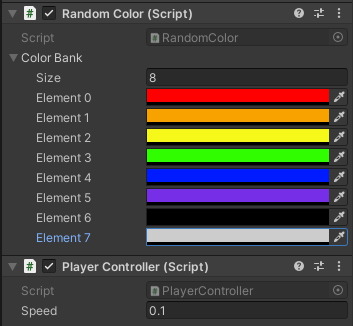 Random Color (Script)
Script RandomColor
Color Bank
Size 8
Element 0
Element 1
Element 2
Element 3
Element 4
Element 5
Element 6
Element 7
Player Controller (Script)
Script PlayerController
Speed 0.1